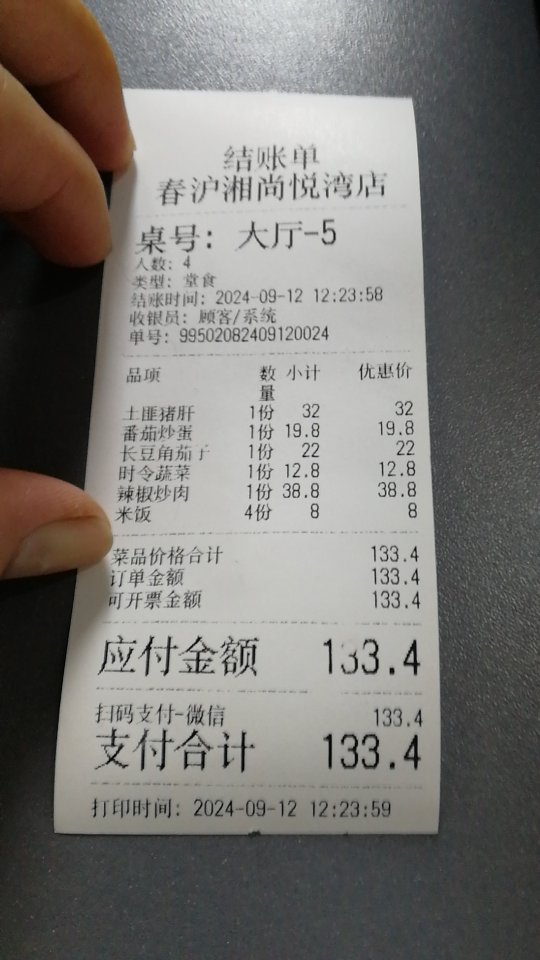 结账单
春沪湘尚悦湾店
桌号: 大厅-5
人数: 4
类型: 堂食
结账时间: 2024-09-12 12:23:58
收银员: 顾客/系统
单号: 99502082409120024
品项 数量 小计 优惠价
土匪猪肝 1份 32 32
番茄炒蛋 1份 19.8 19.8
长豆角茄子 1份 22 22
时令蔬菜 1份 12.8 12.8
辣椒炒肉 1份 38.8 38.8
米饭 4份 8 8
菜品价格合计 133.4
订单金额 133.4
可开票金额 133.4
应付金额 133.4
扫码支付-微信 133.4
支付合计 133.4
打印时间: 2024-09-12 12:23:59